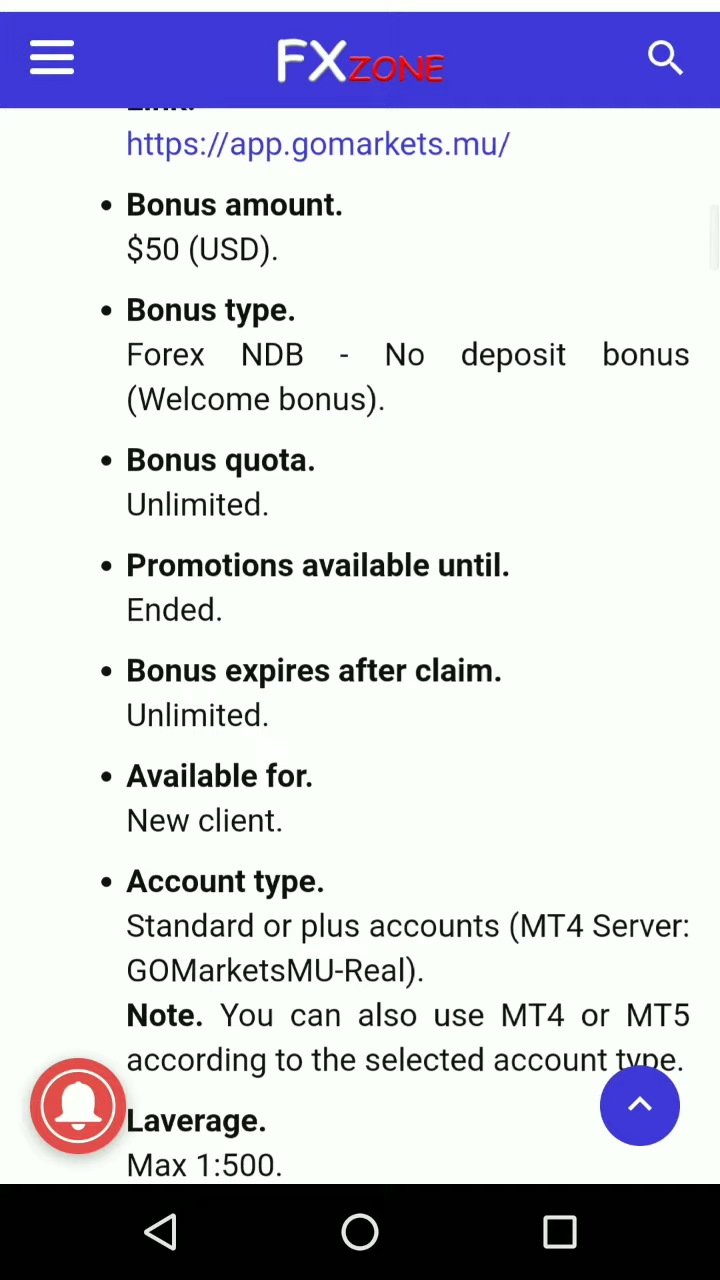 FXZONE
Link.
https://app.gomarkets.mu/
• Bonus amount.
$50 (USD).
• Bonus type.
Forex NDB - No deposit bonus
(Welcome bonus).
• Bonus quota.
Unlimited.
• Promotions available until.
Ended.
• Bonus expires after claim.
Unlimited.
• Available for.
New client.
• Account type.
Standard or plus accounts (MT4 Server:
GOMarketsMU-Real).
Note. You can also use MT4 or MT5
according to the selected account type.
Laverage.
Max 1:500.